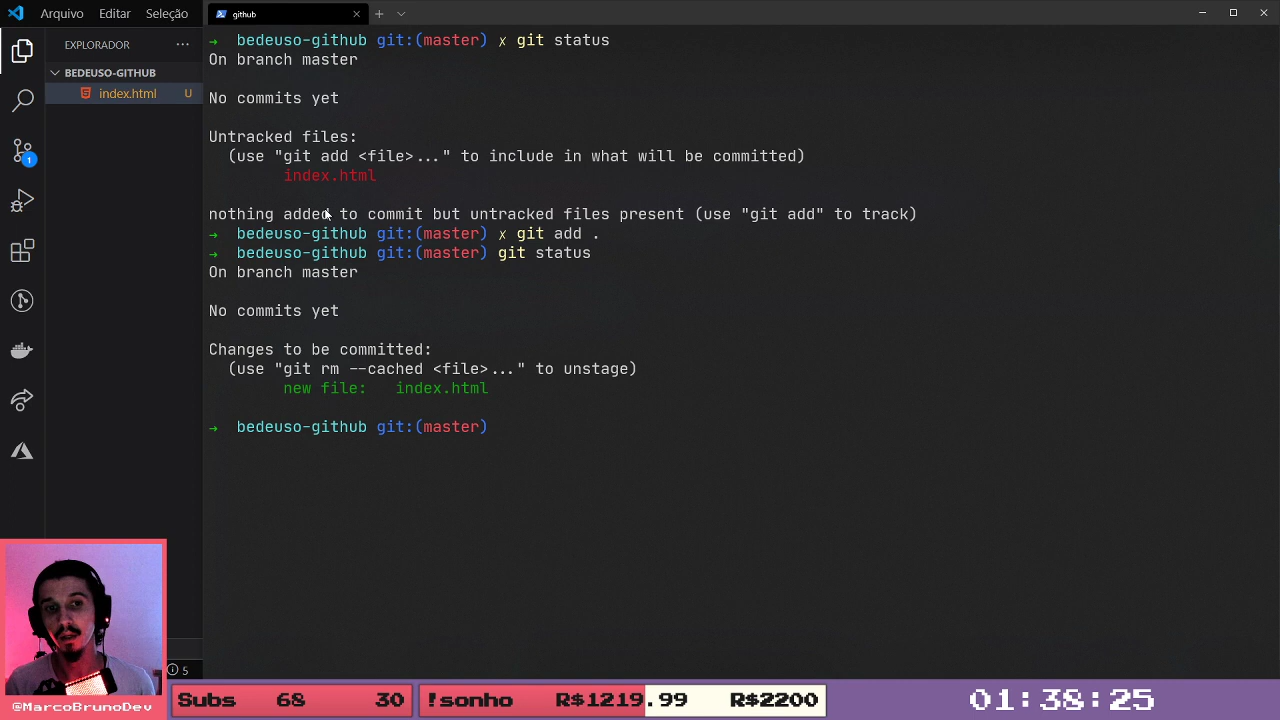 Arquivo Editar Seleção
github
EXPLORADOR
BEDEUSO-GITHUB
index.html U
1
→ bedeuso-github git:(master) ✗ git status
On branch master
No commits yet
Untracked files:
(use "git add <file>..." to include in what will be committed)
index.html
nothing added to commit but untracked files present (use "git add" to track)
→ bedeuso-github git:(master) ✗ git add .
→ bedeuso-github git:(master) git status
On branch master
No commits yet
Changes to be committed:
(use "git rm --cached <file>..." to unstage)
new file: index.html
→ bedeuso-github git:(master)
5
@MarcoBrunoDev
Subs 68 30
!sonho R$1219.99 R$2200
01:38:25